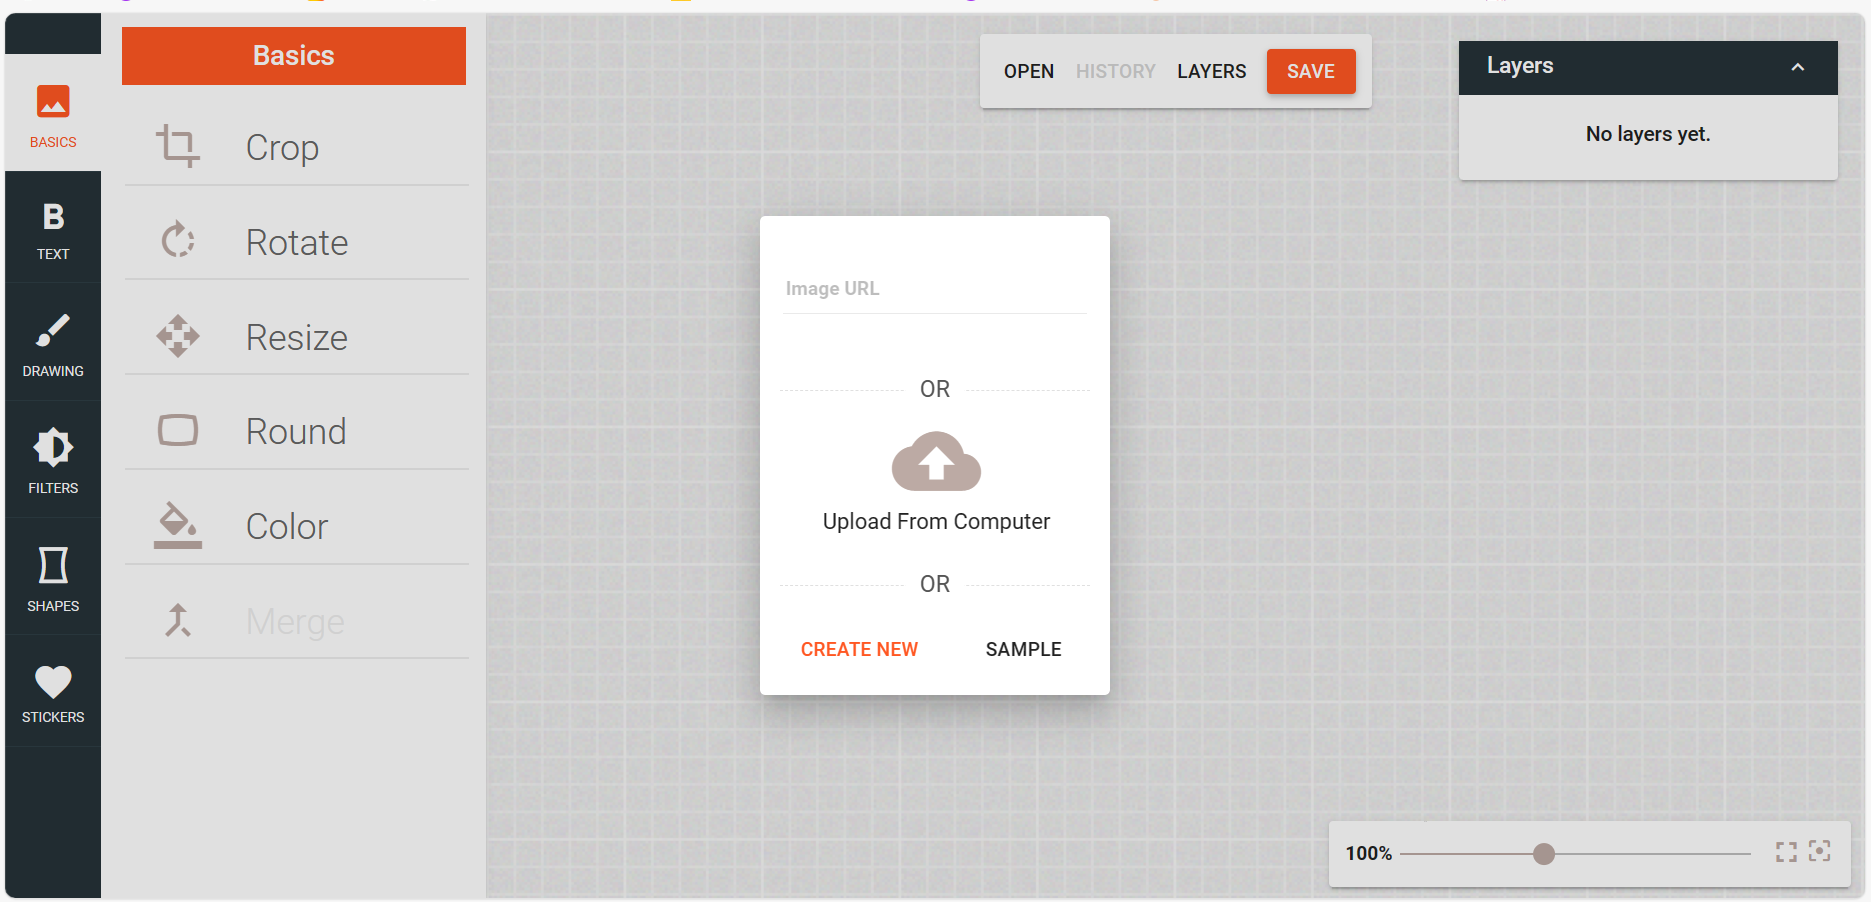 BASICS
TEXT
DRAWING
FILTERS
SHAPES
STICKERS
Basics
Crop
Rotate
Resize
Round
Color
Merge
OPEN HISTORY LAYERS SAVE
Image URL
OR
Upload From Computer
OR
CREATE NEW SAMPLE
Layers
No layers yet.
100%